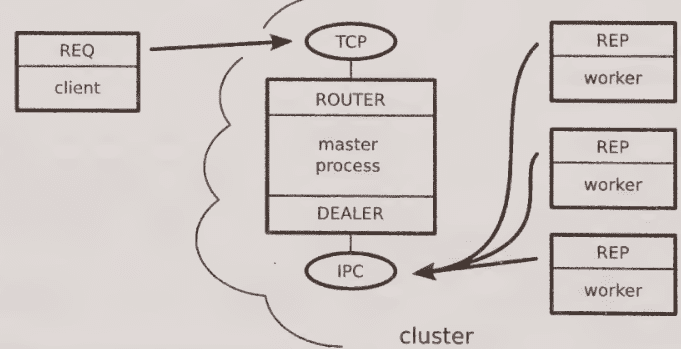 REQ
client
TCP
ROUTER
master
process
DEALER
IPC
REP
worker
REP
worker
REP
worker
cluster